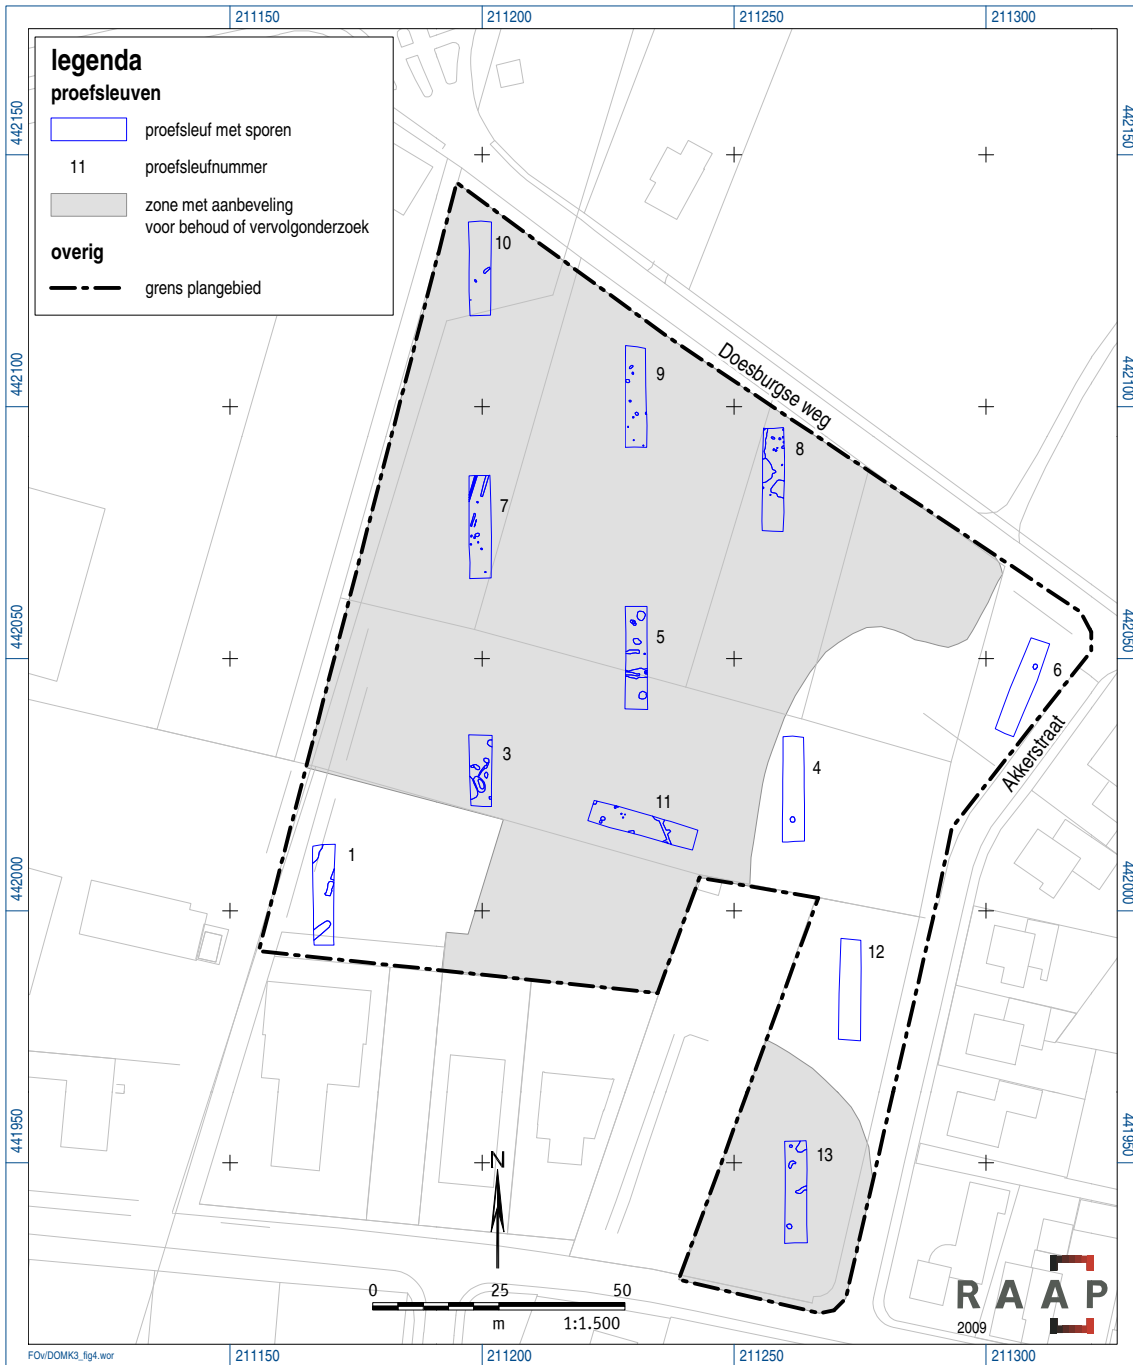 211150
211200
211250
211300
legenda
proefsleuven
proefsleuf met sporen
11
proefsleufnummer
zone met aanbeveling
voor behoud of vervolgonderzoek
overig
grens plangebied
442150
442150
442100
442100
442050
442050
442000
442000
441950
441950
10
9
Doesburgse weg
8
7
5
6
Akkerstraat
3
4
11
1
12
13
N
0
25
50
m
1:1.500
RAAP
2009
FOv/DOMK3_fig4.wor
211150
211200
211250
211300